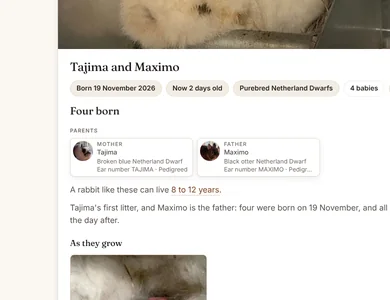 Tajima and Maximo
Born 19 November 2026 Now 2 days old Purebred Netherland Dwarfs 4 babies
Four born
PARENTS
MOTHER
Tajima
Broken blue Netherland Dwarf
Ear number TAJIMA · Pedigreed
FATHER
Maximo
Black otter Netherland Dwarf
Ear number MAXIMO · Pedigr...
A rabbit like these can live 8 to 12 years.
Tajima's first litter, and Maximo is the father: four were born on 19 November, and all
the day after.
As they grow